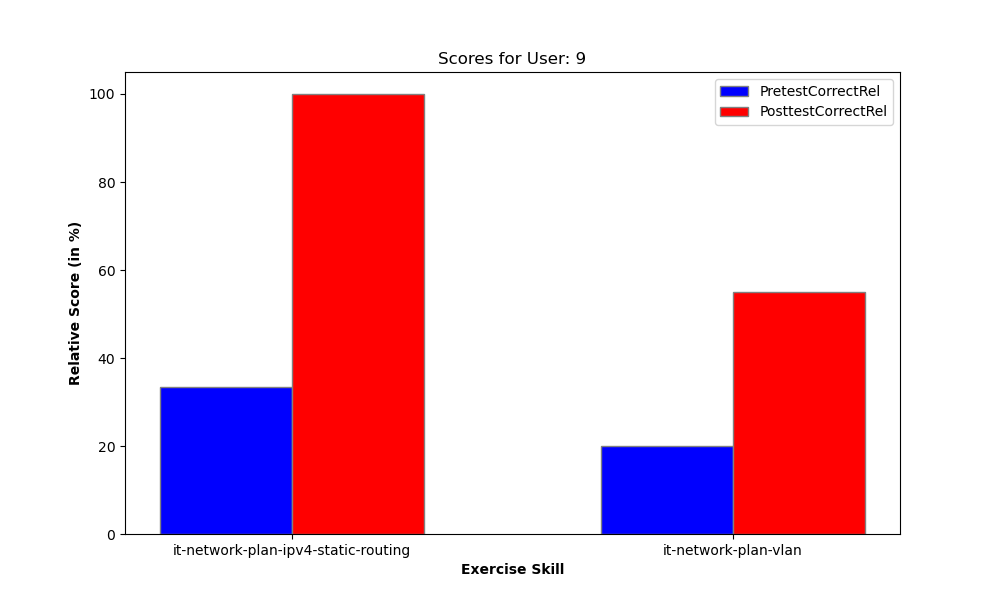 Scores for User: 9
PretestCorrectRel
PosttestCorrectRel
Relative Score (in %)
100
80
60
40
20
0
it-network-plan-ipv4-static-routing
it-network-plan-vlan
Exercise Skill